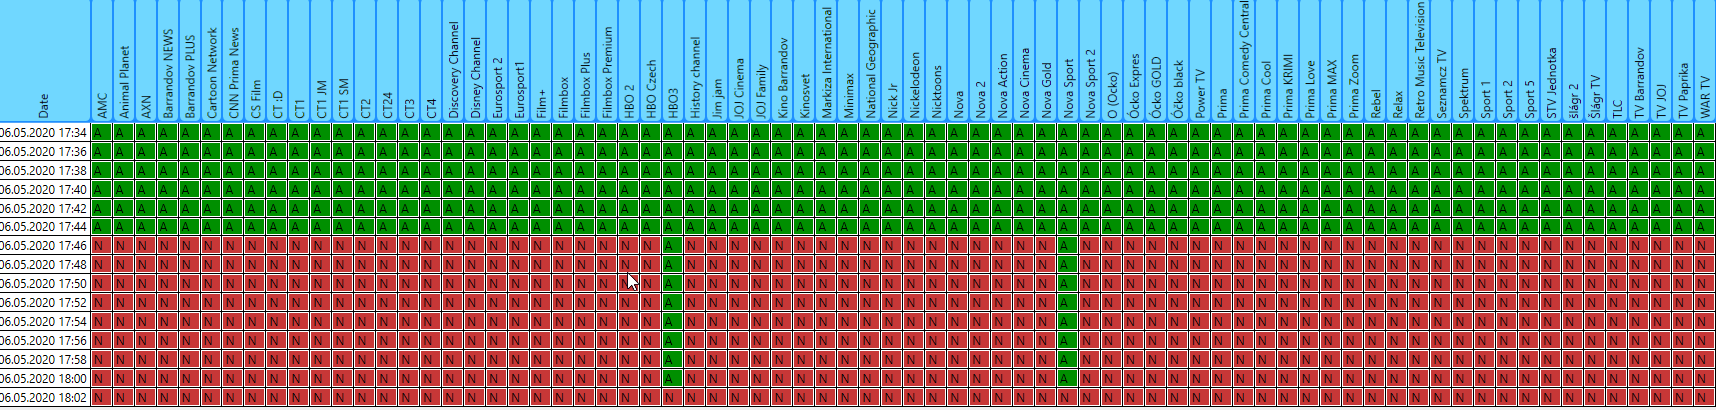 Date AMC Animal Planet AXN Barrandov NEWS Barrandov PLUS Cartoon Network CNN Prima News CS Film CT :D CT1 CT1 JM CT1 SM CT2 CT24 CT3 CT4 Discovery Channel Disney Channel Eurosport 2 Eurosport1 Film+ Filmbox Filmbox Plus Filmbox Premium HBO 2 HBO Czech HBO3 History channel Jim jam JOJ Cinema JOJ Family Kino Barrandov Kinosvet Markiza International Minimax National Geographic Nick Jr Nickelodeon Nicktoons Nova Nova 2 Nova Action Nova Cinema Nova Gold Nova Sport Nova Sport 2 O (Ocko) Óčko Expres Óčko GOLD Óčko black Power TV Prima Prima Comedy Central Prima Cool Prima KRIMI Prima Love Prima MAX Prima Zoom Rebel Relax Retro Music Television Seznamcz TV Spektrum Sport 1 Sport 2 Sport 5 STV Jednotka šlágr 2 Šlágr TV TLC TV Barrandov TV JOJ TV Paprika WAR TV
06.05.2020 17:34 A A A A A A A A A A A A A A A A A A A A A A A A A A A A A A A A A A A A A A A A A A A A A A A A A A A A A A A A A A A A A A A A A A A A A A A A A A
06.05.2020 17:36 A A A A A A A A A A A A A A A A A A A A A A A A A A A A A A A A A A A A A A A A A A A A A A A A A A A A A A A A A A A A A A A A A A A A A A A A A A
06.05.2020 17:38 A A A A A A A A A A A A A A A A A A A A A A A A A A A A A A A A A A A A A A A A A A A A A A A A A A A A A A A A A A A A A A A A A A A A A A A A A A
06.05.2020 17:40 A A A A A A A A A A A A A A A A A A A A A A A A A A A A A A A A A A A A A A A A A A A A A A A A A A A A A A A A A A A A A A A A A A A A A A A A A A
06.05.2020 17:42 A A A A A A A A A A A A A A A A A A A A A A A A A A A A A A A A A A A A A A A A A A A A A A A A A A A A A A A A A A A A A A A A A A A A A A A A A A
06.05.2020 17:44 A A A A A A A A A A A A A A A A A A A A A A A A A A A A A A A A A A A A A A A A A A A A A A A A A A A A A A A A A A A A A A A A A A A A A A A A A A
06.05.2020 17:46 N N N N N N N N N N N N N N N N N N N N N N N N N N A N N N N N N N N N N N N N N N N N A N N N N N N N N N N N N N N N N N N N N N N N N N N N N N
06.05.2020 17:48 N N N N N N N N N N N N N N N N N N N N N N N N N N A N N N N N N N N N N N N N N N N N A N N N N N N N N N N N N N N N N N N N N N N N N N N N N N
06.05.2020 17:50 N N N N N N N N N N N N N N N N N N N N N N N N N N A N N N N N N N N N N N N N N N N N A N N N N N N N N N N N N N N N N N N N N N N N N N N N N N
06.05.2020 17:52 N N N N N N N N N N N N N N N N N N N N N N N N N N A N N N N N N N N N N N N N N N N N A N N N N N N N N N N N N N N N N N N N N N N N N N N N N N
06.05.2020 17:54 N N N N N N N N N N N N N N N N N N N N N N N N N N A N N N N N N N N N N N N N N N N N A N N N N N N N N N N N N N N N N N N N N N N N N N N N N N
06.05.2020 17:56 N N N N N N N N N N N N N N N N N N N N N N N N N N A N N N N N N N N N N N N N N N N N A N N N N N N N N N N N N N N N N N N N N N N N N N N N N N
06.05.2020 17:58 N N N N N N N N N N N N N N N N N N N N N N N N N N A N N N N N N N N N N N N N N N N N A N N N N N N N N N N N N N N N N N N N N N N N N N N N N N
06.05.2020 18:00 N N N N N N N N N N N N N N N N N N N N N N N N N N A N N N N N N N N N N N N N N N N N A N N N N N N N N N N N N N N N N N N N N N N N N N N N N N
06.05.2020 18:02 N N N N N N N N N N N N N N N N N N N N N N N N N N N N N N N N N N N N N N N N N N N N N N N N N N N N N N N N N N N N N N N N N N N N N N N N N N